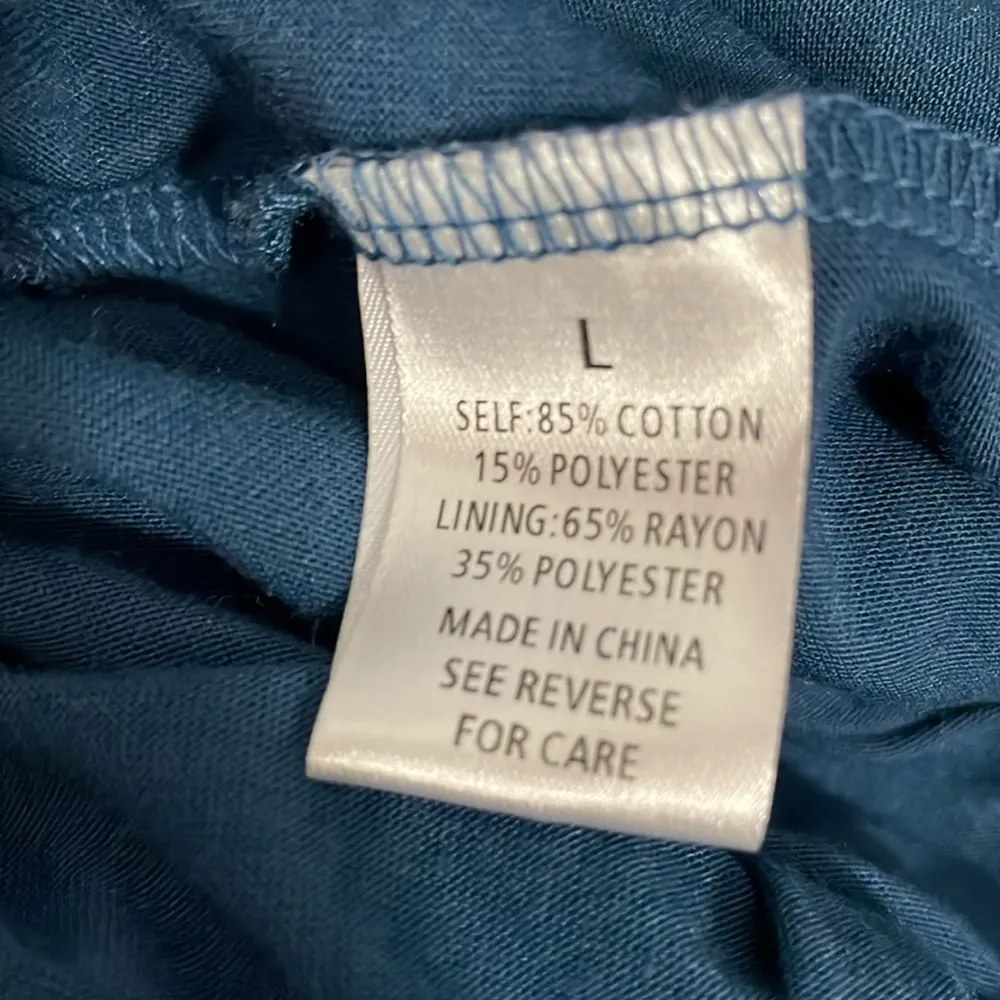 L
SELF:85% COTTON
15% POLYESTER
LINING:65% RAYON
35% POLYESTER
MADE IN CHINA
SEE REVERSE
FOR CARE